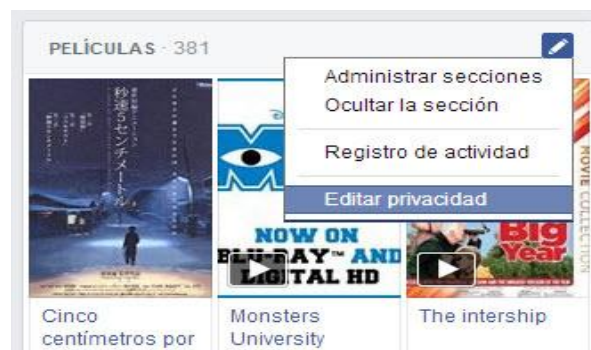 PELÍCULAS · 381
Administrar secciones
Ocultar la sección
Registro de actividad
Editar privacidad
秒速5センチメートル
NOW ON
BLU-RAY™ AND
DIGITAL HD
MOVIE COLLECTION
Big
Year
Cinco
centímetros por
Monsters
University
The intership